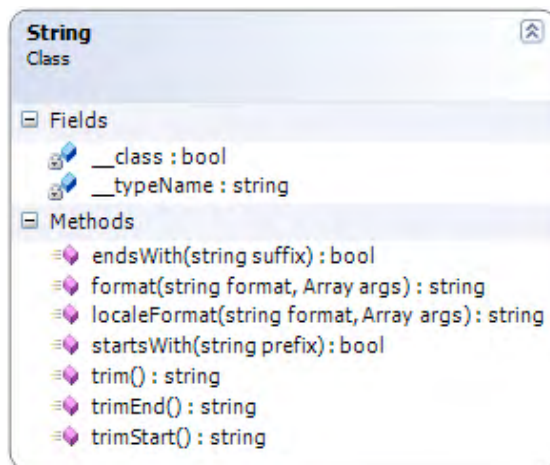 String
Class
Fields
__class : bool
__typeName : string
Methods
endsWith(string suffix) : bool
format(string format, Array args) : string
localeFormat(string format, Array args) : string
startsWith(string prefix) : bool
trim() : string
trimEnd() : string
trimStart() : string